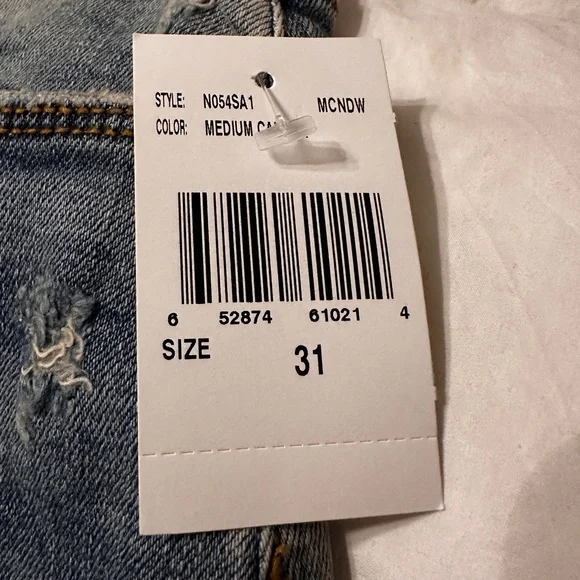 STYLE: N054SA1 MCNDW
COLOR: MEDIUM
6 52874 61021 4
SIZE 31